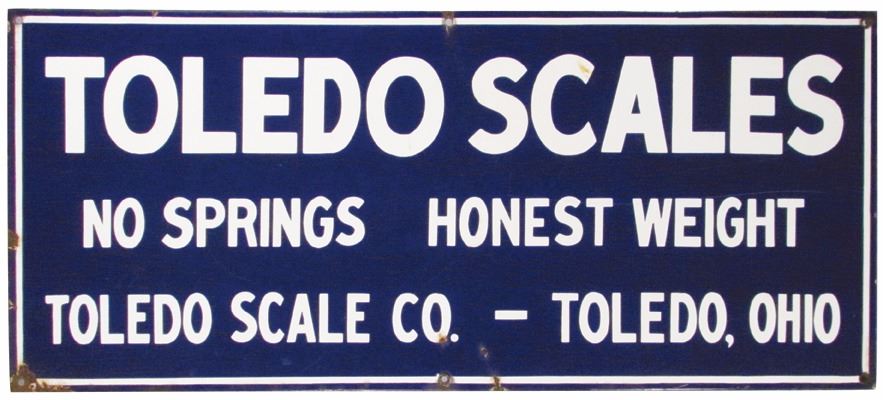 TOLEDO SCALES
NO SPRINGS HONEST WEIGHT
TOLEDO SCALE CO. – TOLEDO, OHIO